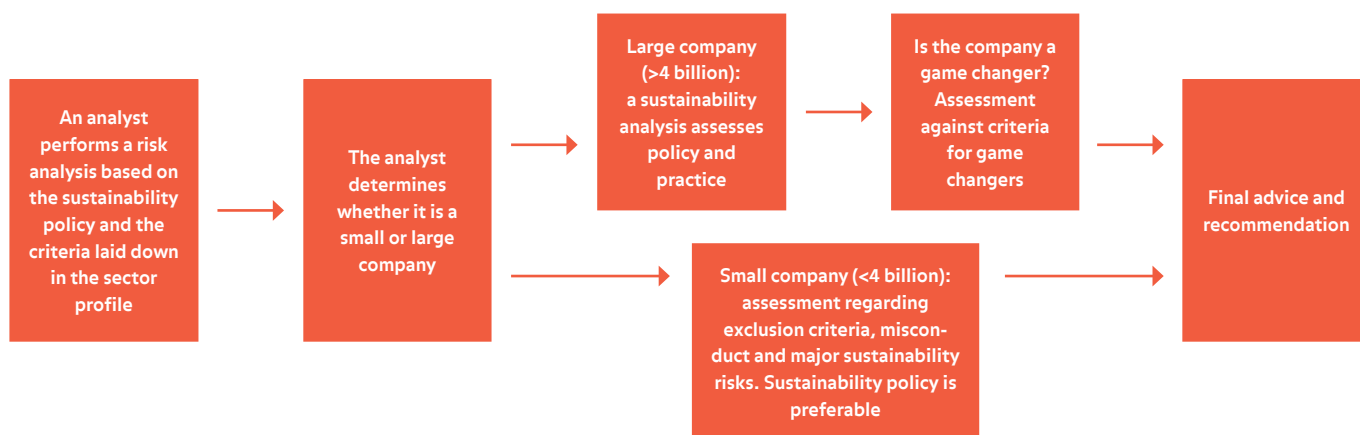 An analyst
performs a risk
analysis based on
the sustainability
policy and the
criteria laid down
in the sector
profile
The analyst
determines
whether it is a
small or large
company
Large company
(>4 billion):
a sustainability
analysis assesses
policy and
practice
Is the company a
game changer?
Assessment
against criteria
for game
changers
Small company (<4 billion):
assessment regarding
exclusion criteria, miscon-
duct and major sustainability
risks. Sustainability policy is
preferable
Final advice and
recommendation